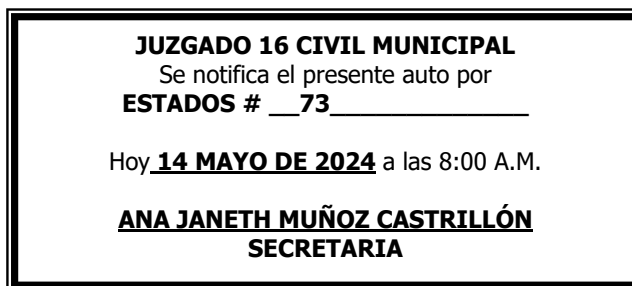 JUZGADO 16 CIVIL MUNICIPAL
Se notifica el presente auto por
ESTADOS # __73_______________
Hoy 14 MAYO DE 2024 a las 8:00 A.M.
ANA JANETH MUÑOZ CASTRILLÓN
SECRETARIA